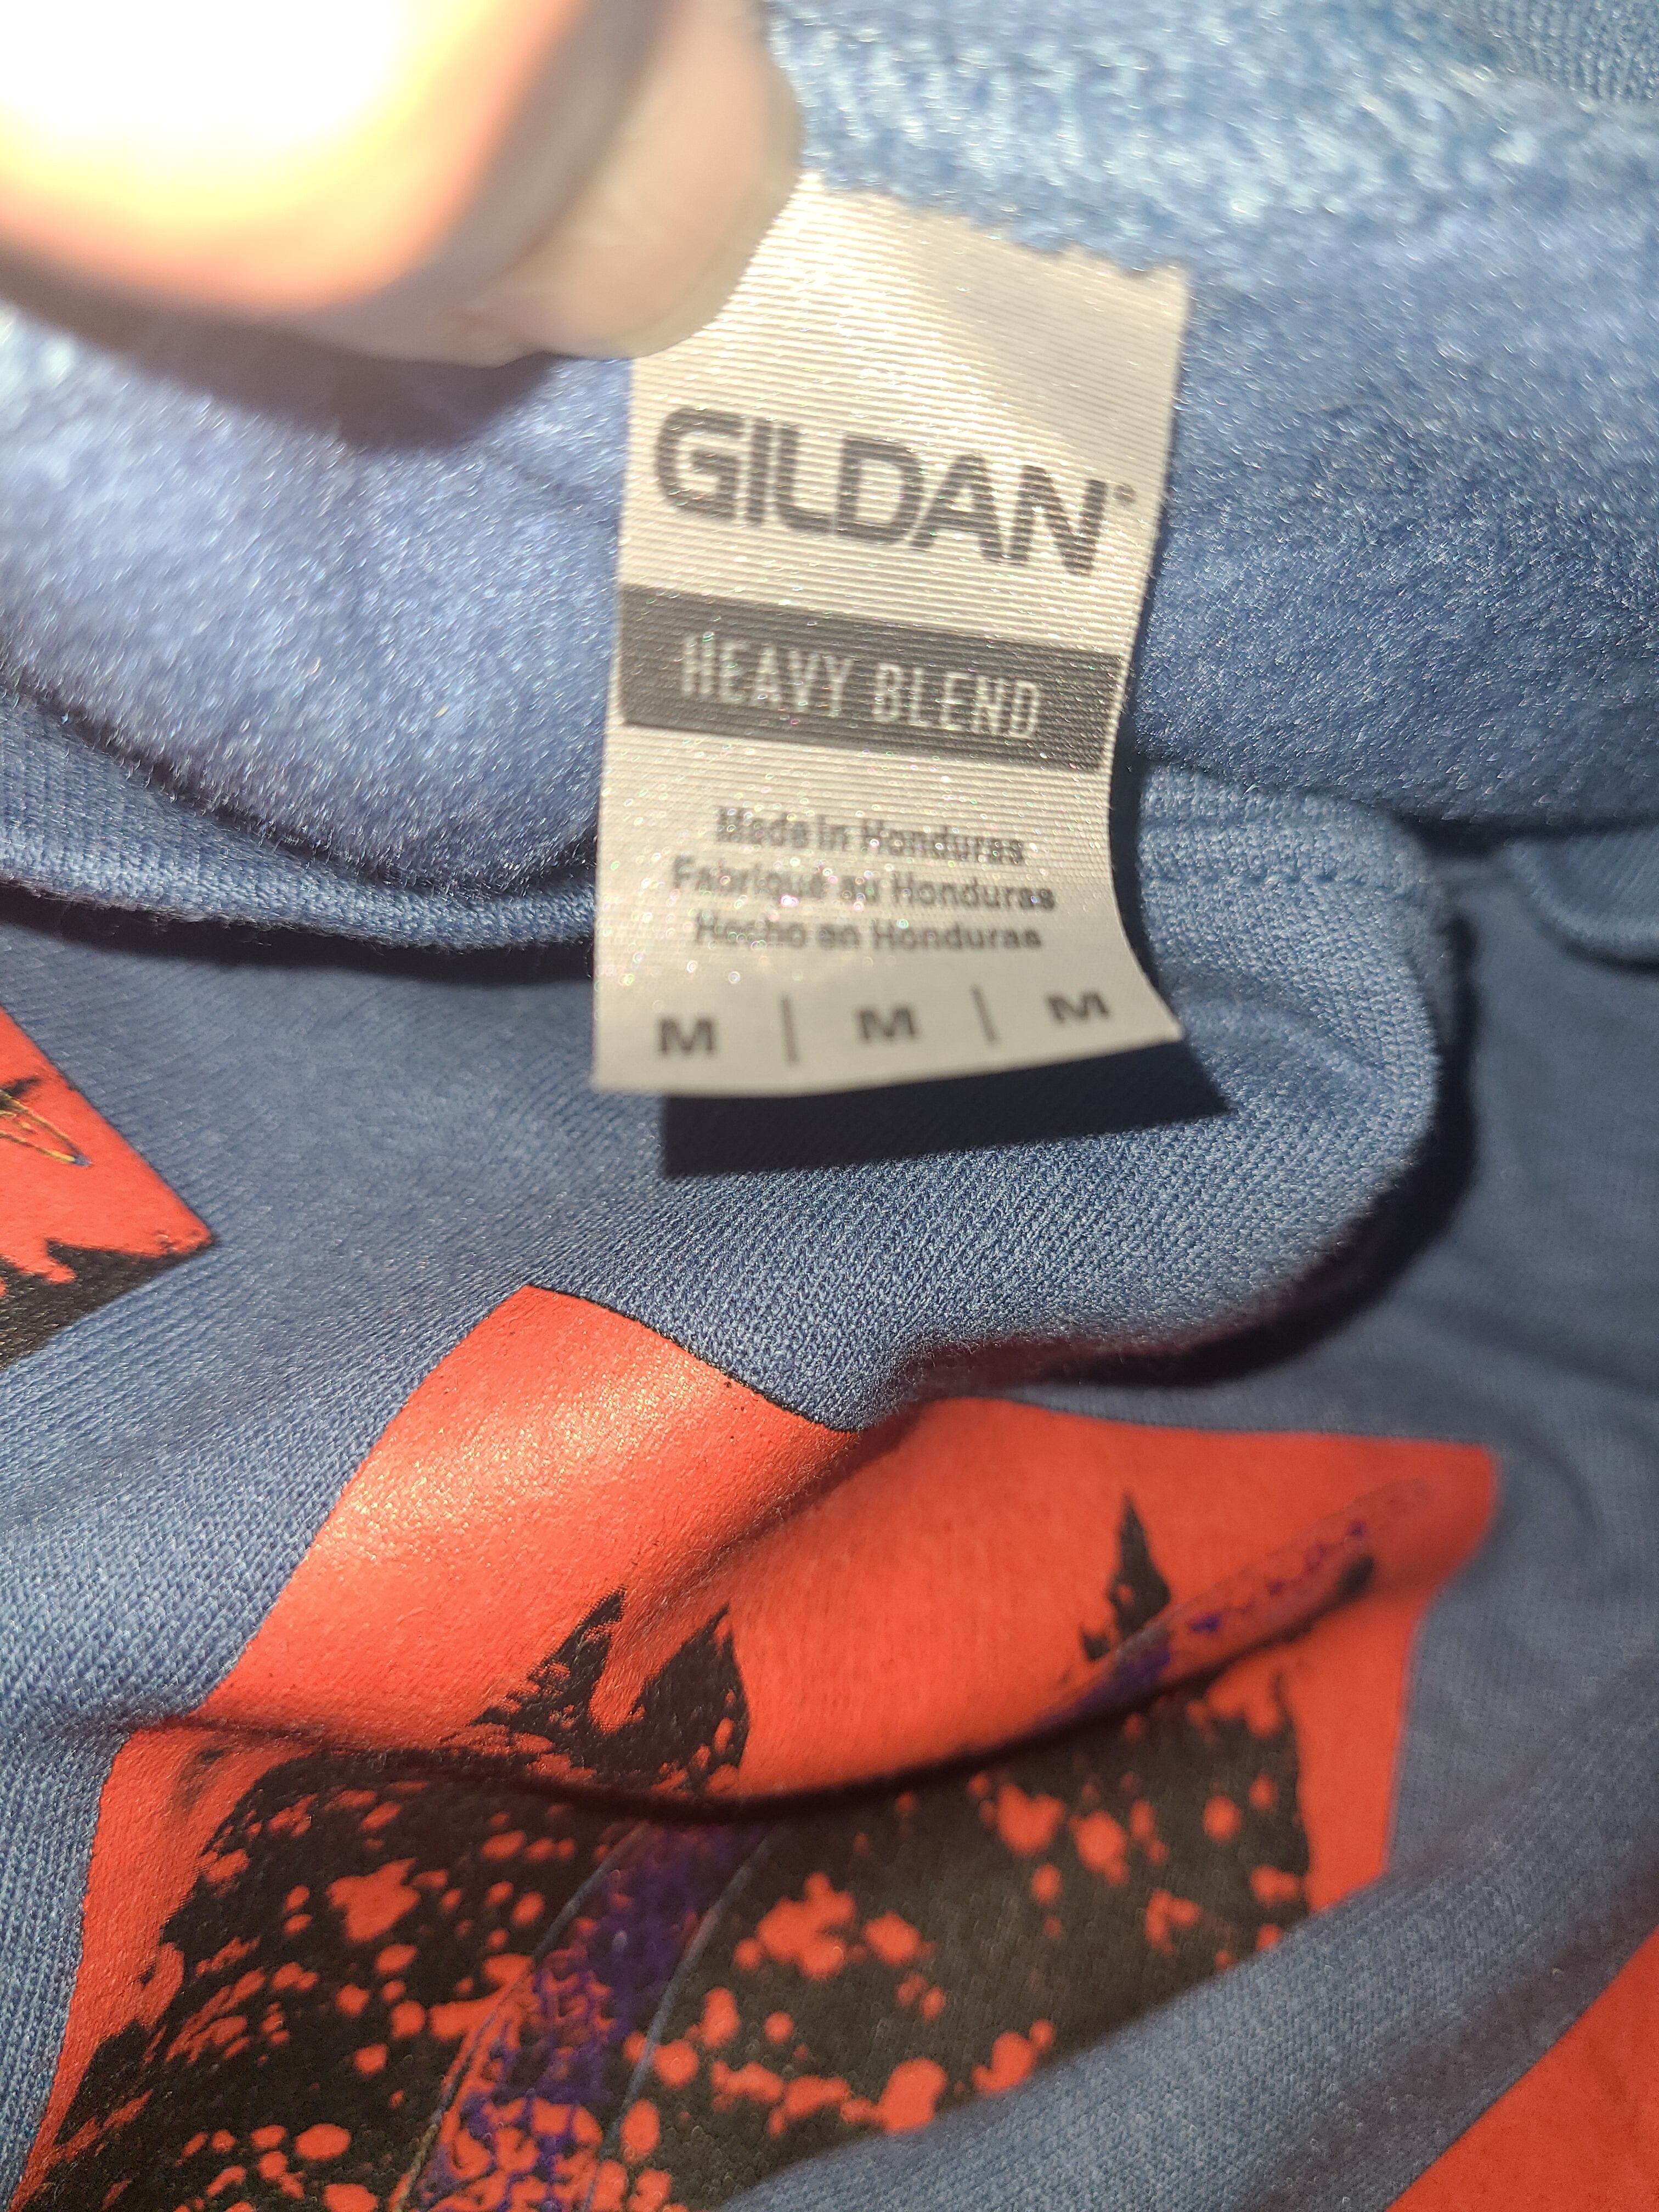 GILDAN®
HEAVY BLEND
Made in Honduras
Fabriqué au Honduras
Hecho en Honduras
M | M | M